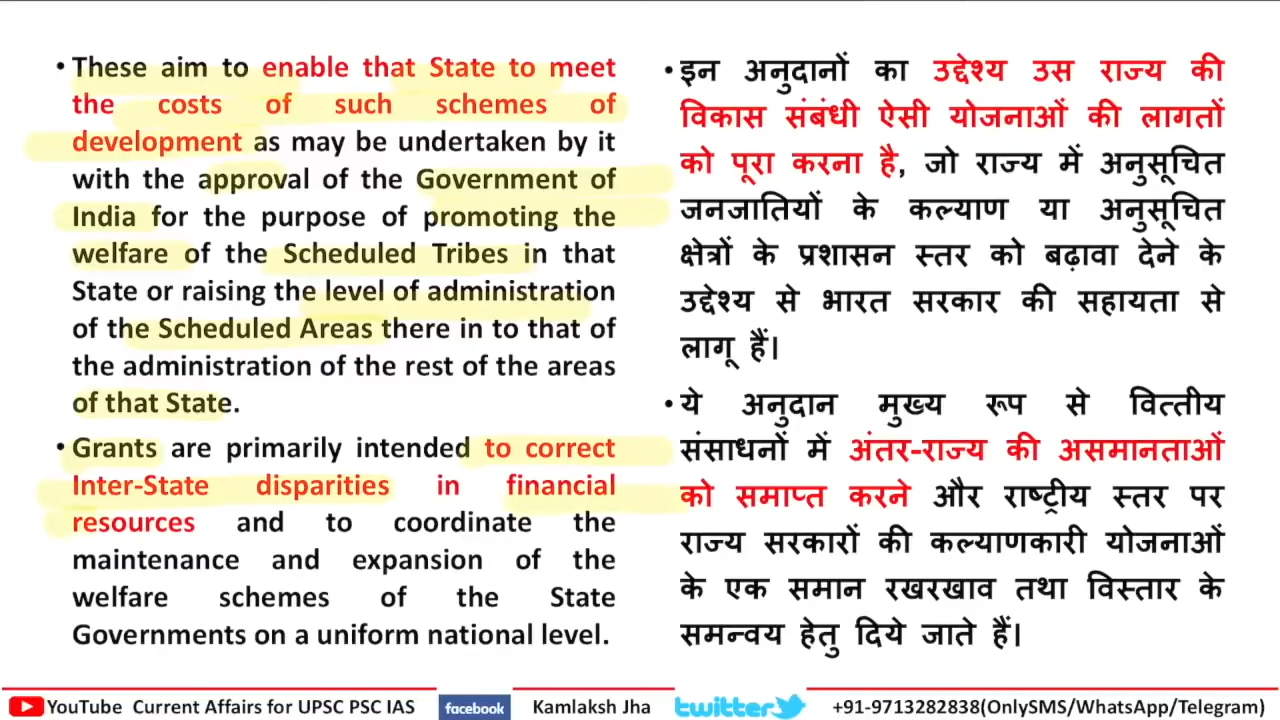 • These aim to enable that State to meet
the costs of such schemes of
development as may be undertaken by it
with the approval of the Government of
India for the purpose of promoting the
welfare of the Scheduled Tribes in that
State or raising the level of administration
of the Scheduled Areas there in to that of
the administration of the rest of the areas
of that State.
• Grants are primarily intended to correct
Inter-State disparities in financial
resources and to coordinate the
maintenance and expansion of the
welfare schemes of the State
Governments on a uniform national level.
• इन अनुदानों का उद्देश्य उस राज्य की
विकास संबंधी ऐसी योजनाओं की लागतों
को पूरा करना है, जो राज्य में अनुसूचित
जनजातियों के कल्याण या अनुसूचित
क्षेत्रों के प्रशासन स्तर को बढ़ावा देने के
उद्देश्य से भारत सरकार की सहायता से
लागू हैं।
• ये अनुदान मुख्य रूप से वित्तीय
संसाधनों में अंतर-राज्य की असमानताओं
को समाप्त करने और राष्ट्रीय स्तर पर
राज्य सरकारों की कल्याणकारी योजनाओं
के एक समान रखरखाव तथा विस्तार के
समन्वय हेतु दिये जाते हैं।
YouTube Current Affairs for UPSC PSC IAS facebook Kamlaksh Jha twitter +91-9713282838(OnlySMS/WhatsApp/Telegram)